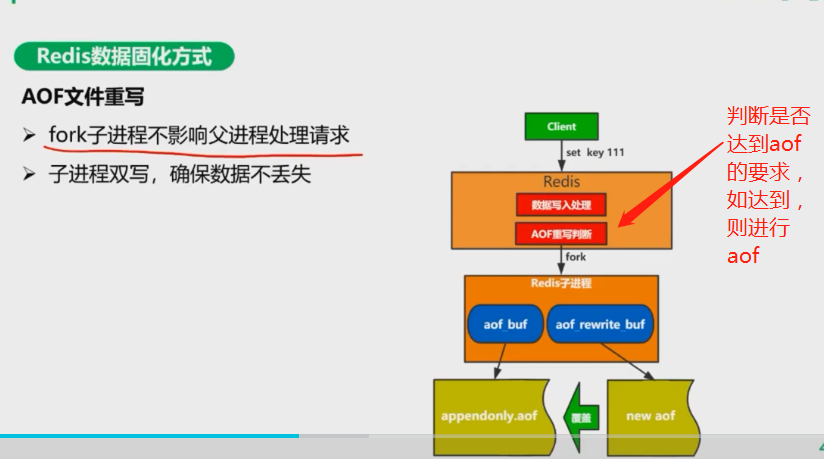 Redis数据固化方式
AOF文件重写
fork子进程不影响父进程处理请求
子进程双写，确保数据不丢失
Client
set key 111
Redis
数据写入处理
AOF重写判断
fork
Redis子进程
aof_buf
aof_rewrite_buf
appendonly.aof
覆盖
new aof
判断是否
达到aof
的要求，
如达到，
则进行
aof